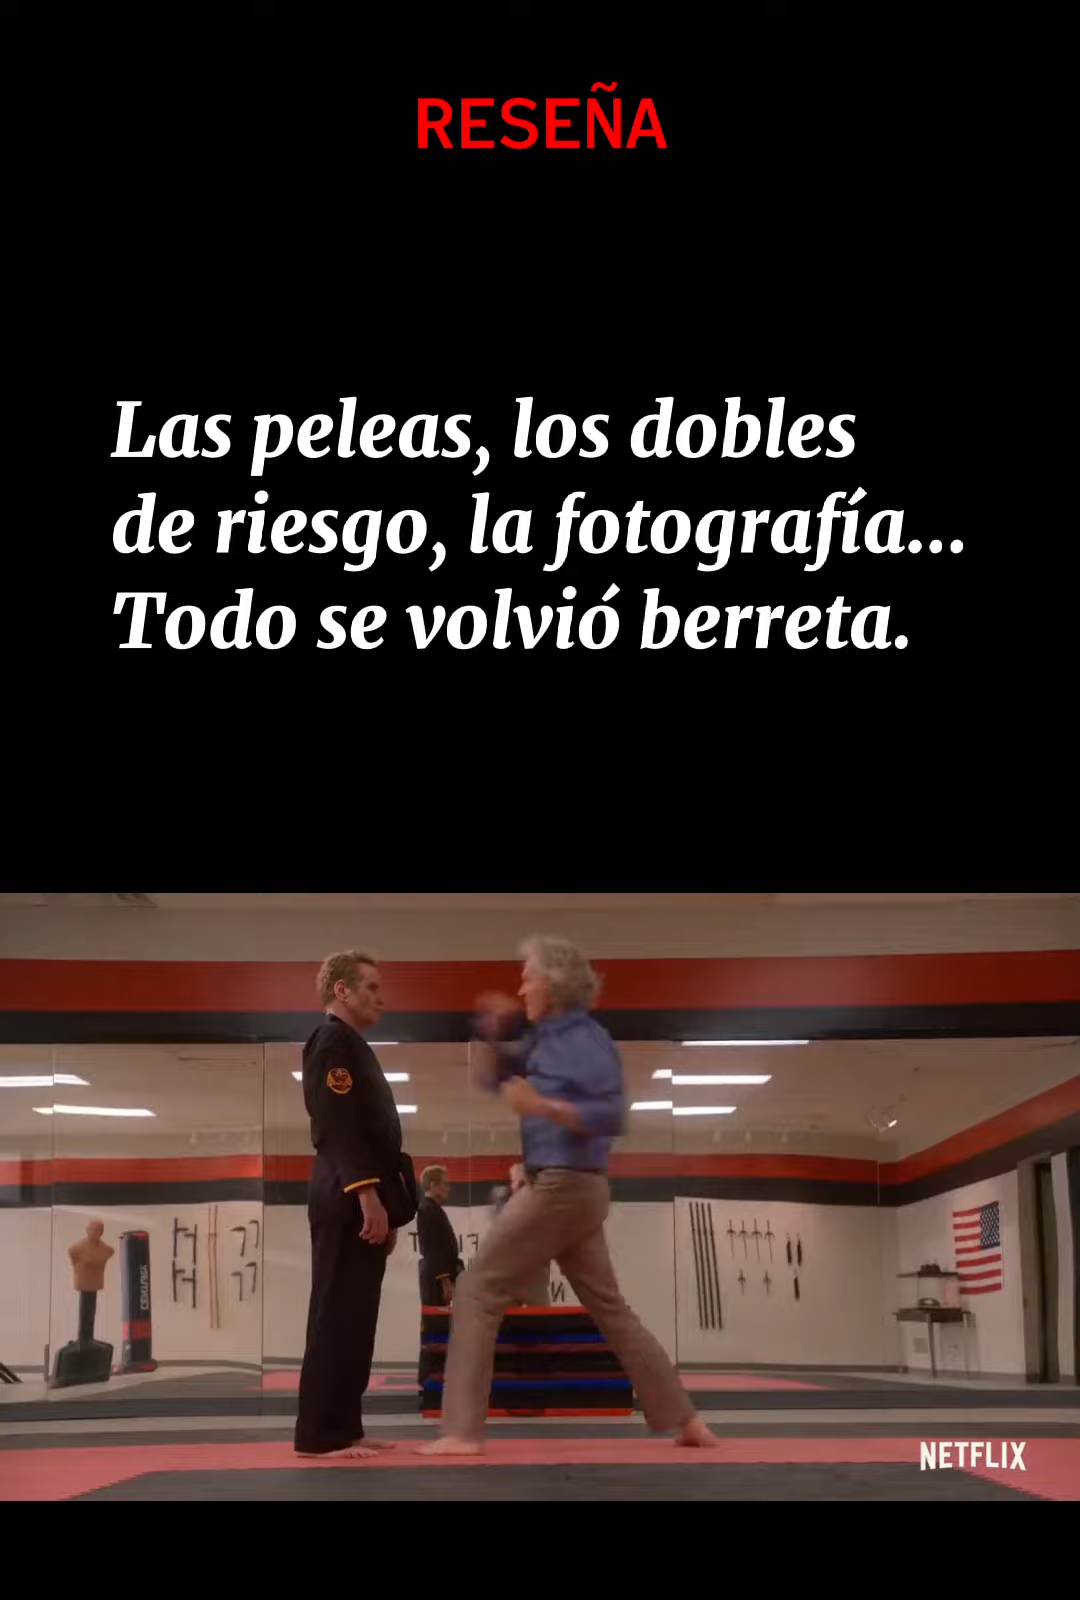 RESEÑA
Las peleas, los dobles
de riesgo, la fotografía...
Todo se volvió berreta.
NETFLIX